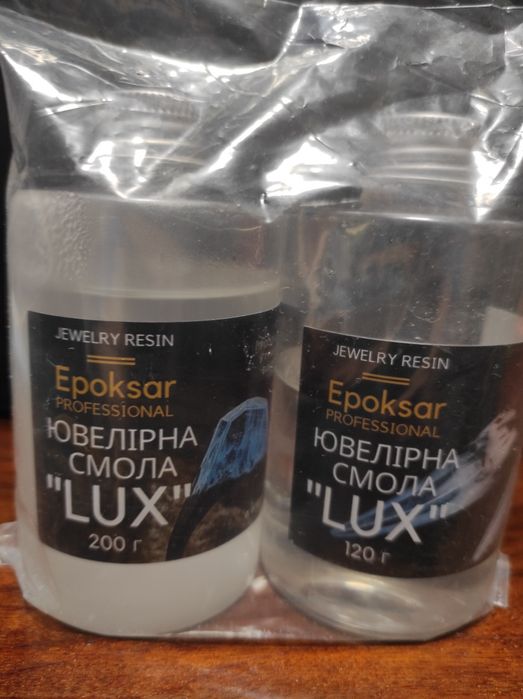 JEWELRY RESIN
Epoksar
PROFESSIONAL
ЮВЕЛІРНА
СМОЛА
"LUX"
200 г
JEWELRY RESIN
Epoksar
PROFESSIONAL
ЮВЕЛІРНА
СМОЛА
"LUX"
120 г